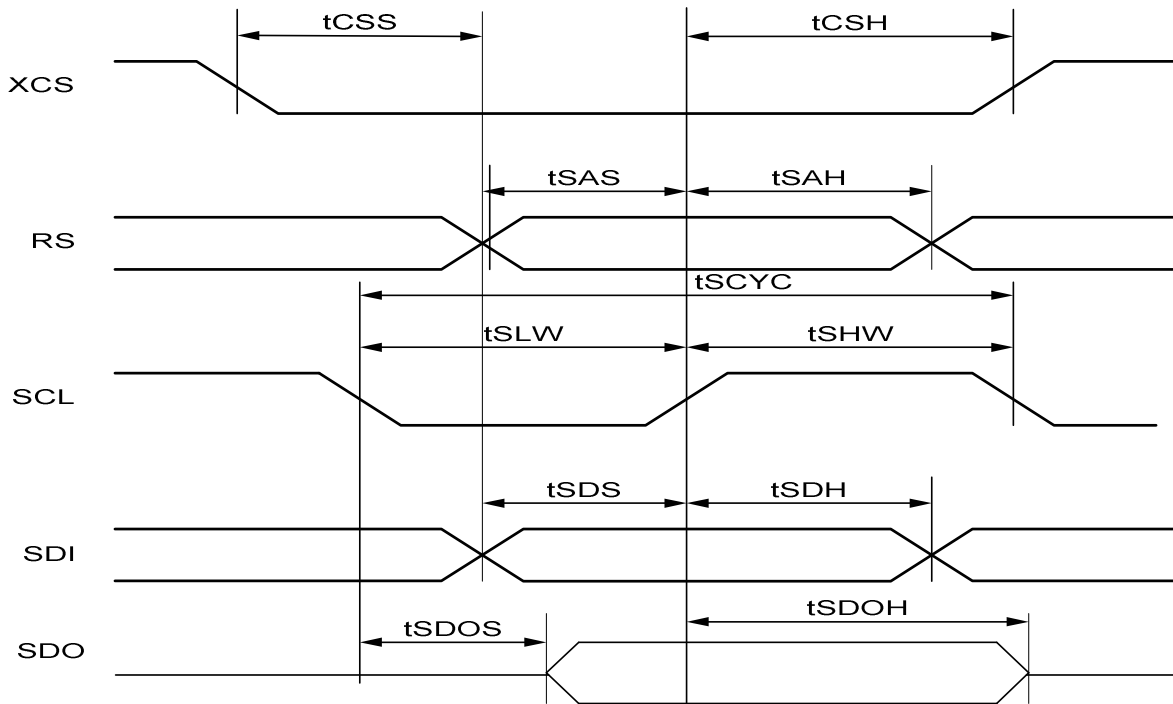 tCSS
tCSH
XCS
tSAS
tSAH
RS
tSCYC
tSLW
tSHW
SCL
tSDS
tSDH
SDI
tSDOH
tSDOS
SDO